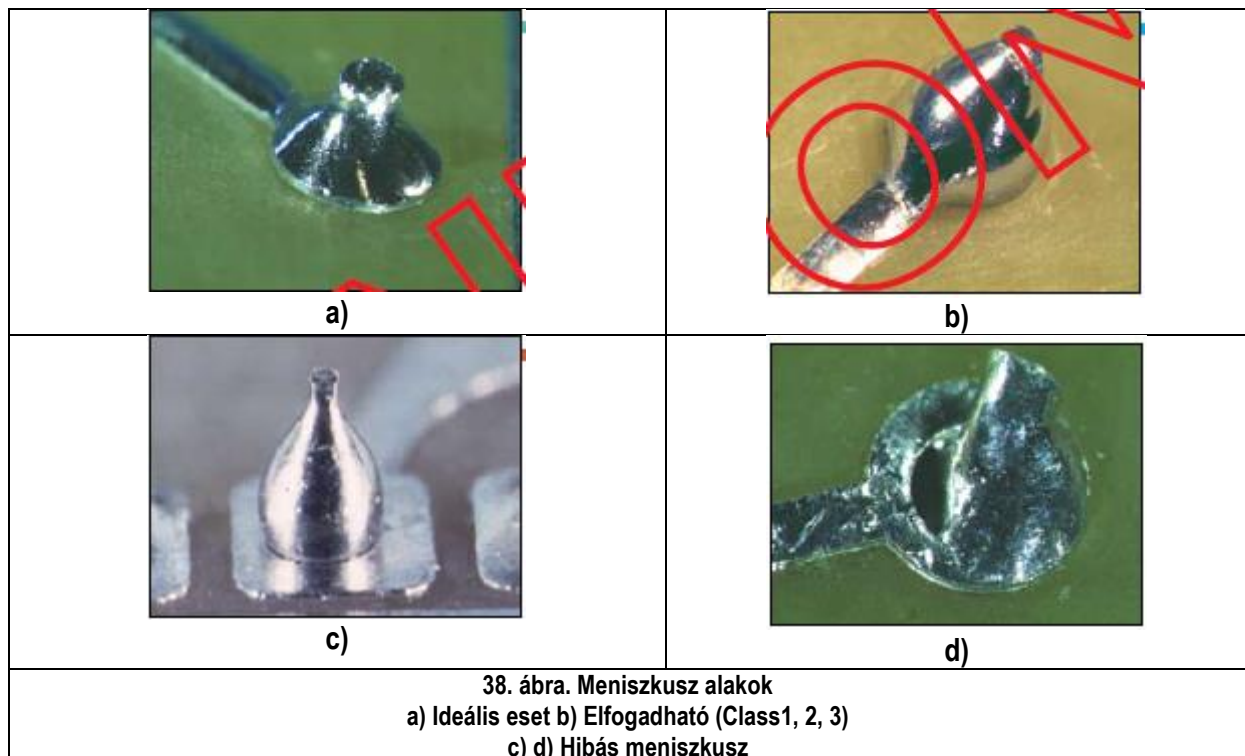 a)
b)
c)
d)
38. ábra. Meniszkusz alakok
a) Ideális eset b) Elfogadható (Class1, 2, 3)
c) d) Hibás meniszkusz